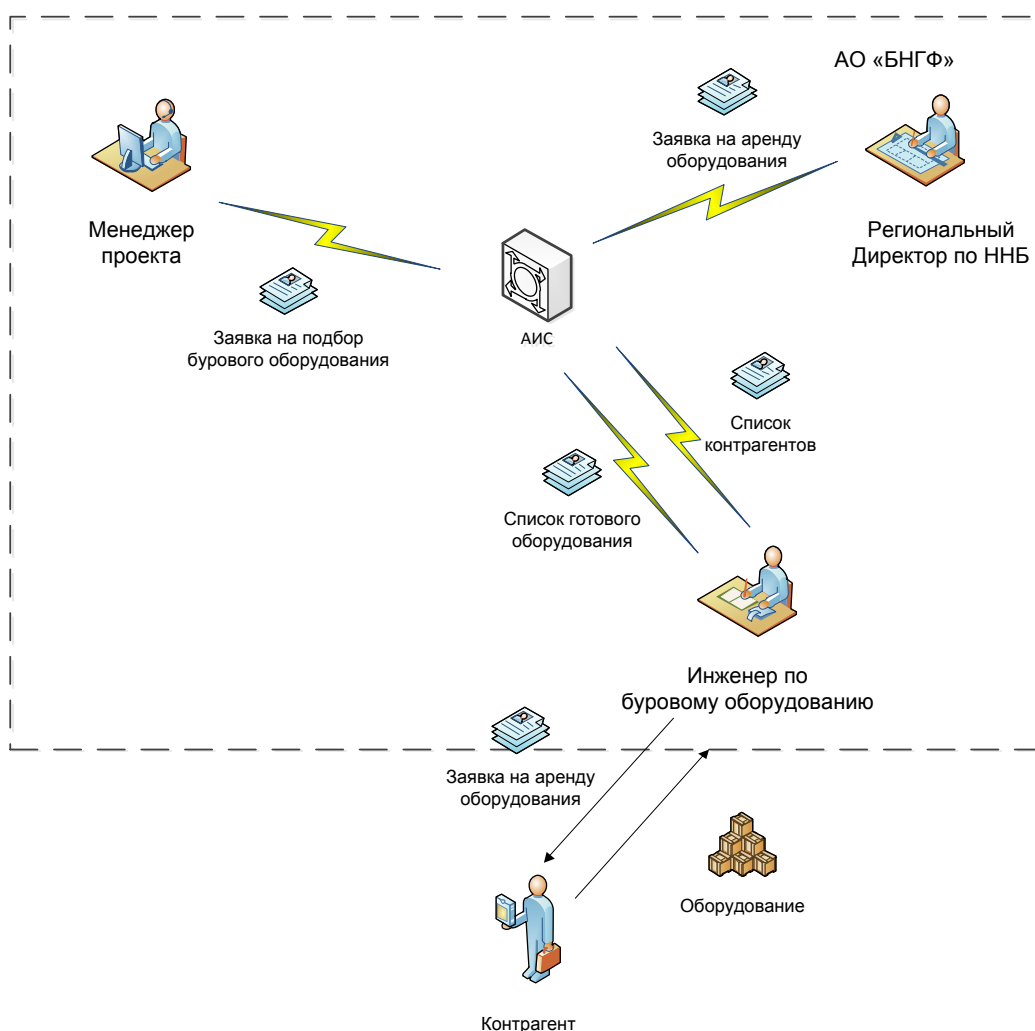 АО «БНГФ»
Заявка на аренду
оборудования
Менеджер
проекта
Региональный
Директор по ННБ
Заявка на подбор
бурового оборудования
АИС
Список
контрагентов
Список готового
оборудования
Инженер по
буровому оборудованию
Заявка на аренду
оборудования
Оборудование
Контрагент